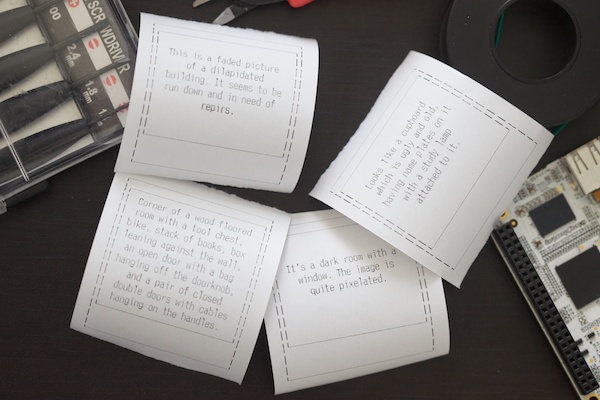 SCR WDRIVER
00
2.4
1.8
This is a faded picture
of a dilapidated
building. It seems to be
run down and in need of
repirs.
Looks like a cupboard
which is ugly and old,
having name plates on it
with a study lamp
attached to it.
Corner of a wood floored
room with a tool chest,
bike, stack of books, box
leaning against the wall,
an open door with a bag
hanging off the doorknob,
and a pair of closed
double doors with cables
hanging on the handles.
It's a dark room with a
window. The image is
quite pixelated.